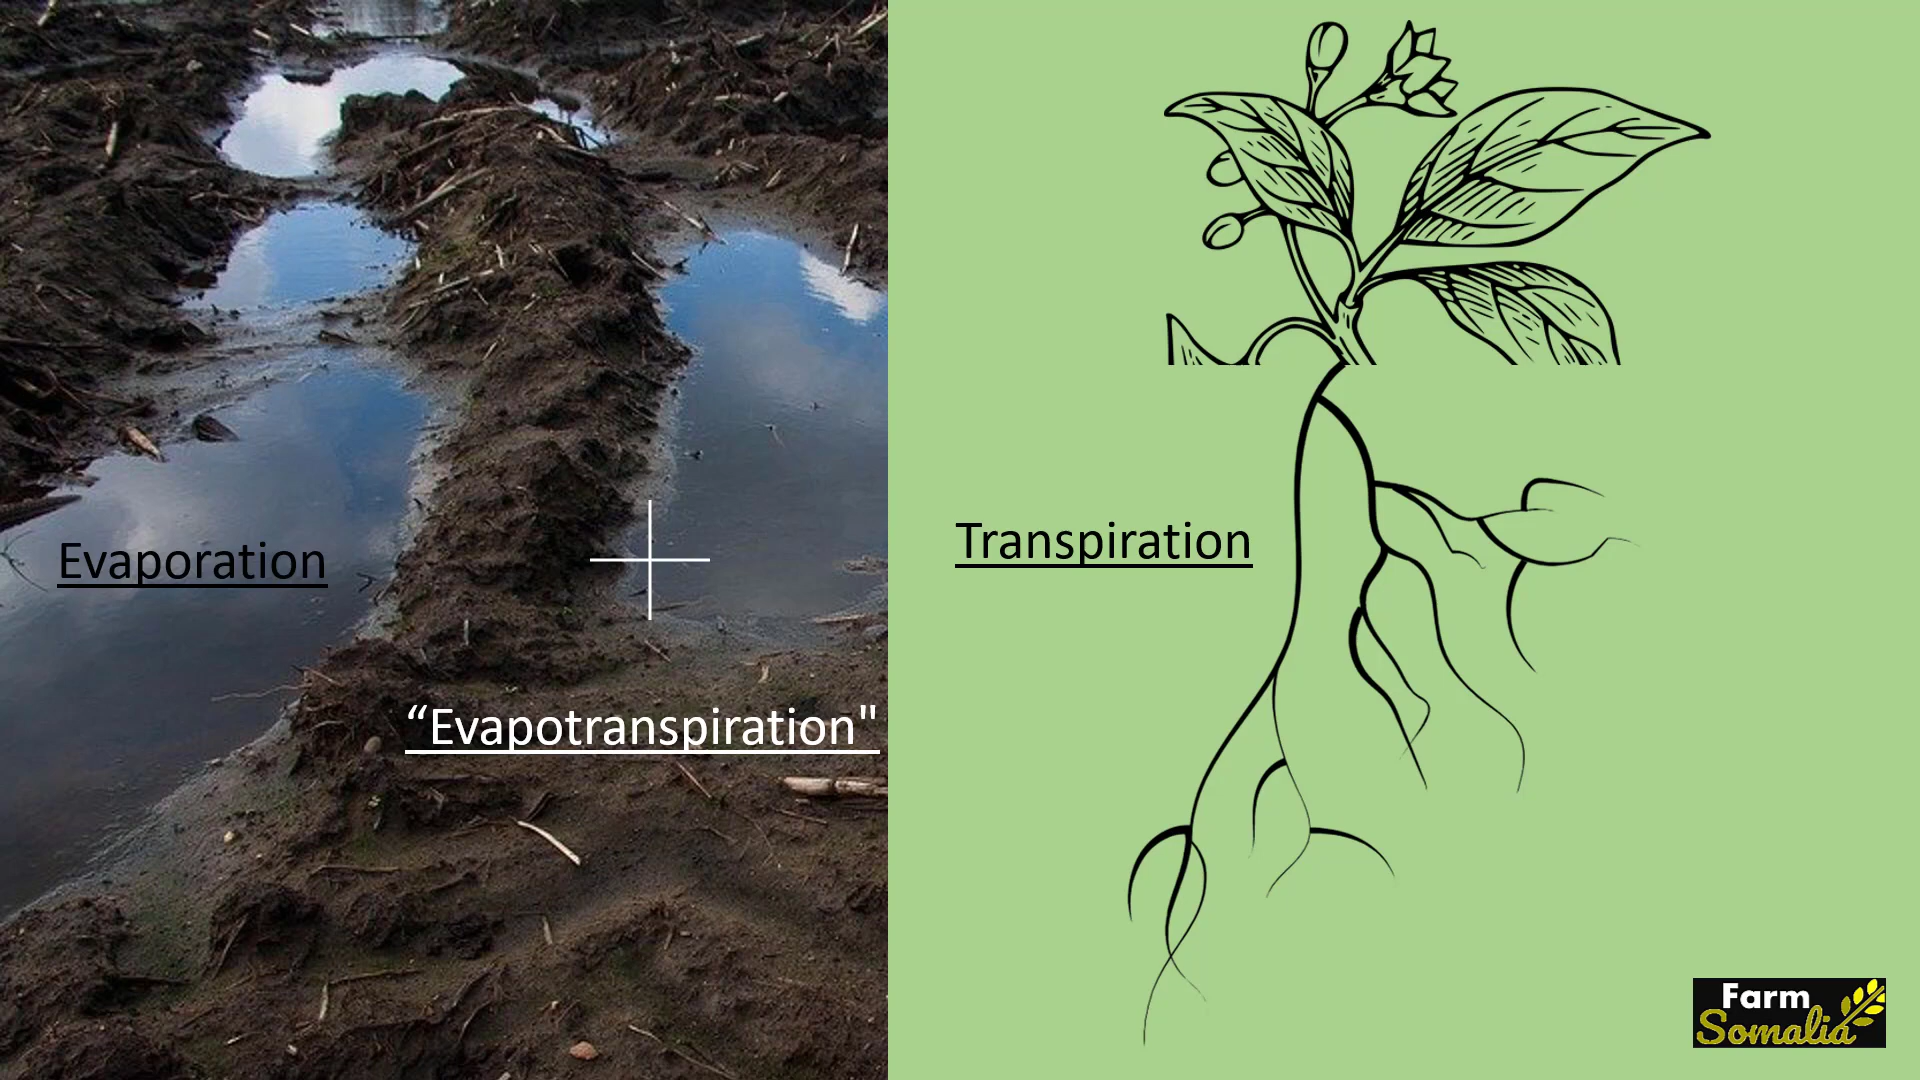 Evaporation
Transpiration
“Evapotranspiration"
Farm
Somalia